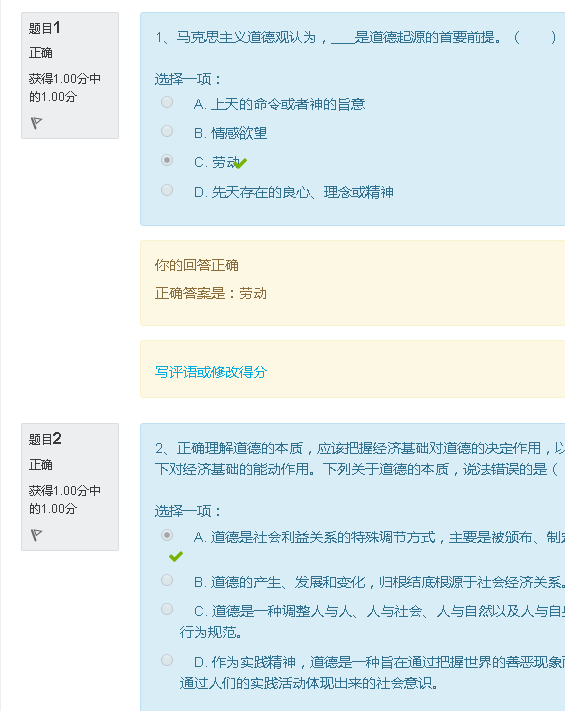 题目1
正确
获得1.00分中
的1.00分
1、马克思主义道德观认为，___是道德起源的首要前提。（　　）
选择一项：
A. 上天的命令或者神的旨意
B. 情感欲望
C. 劳动
D. 先天存在的良心、理念或精神
你的回答正确
正确答案是：劳动
写评语或修改得分
题目2
正确
获得1.00分中
的1.00分
2、正确理解道德的本质，应该把握经济基础对道德的决定作用，以
下对经济基础的能动作用。下列关于道德的本质，说法错误的是（
选择一项：
A. 道德是社会利益关系的特殊调节方式，主要是被颁布、制定
B. 道德的产生、发展和变化，归根结底根源于社会经济关系。
C. 道德是一种调整人与人、人与社会、人与自然以及人与自身
行为规范。
D. 作为实践精神，道德是一种旨在通过把握世界的善恶现象而
通过人们的实践活动体现出来的社会意识。